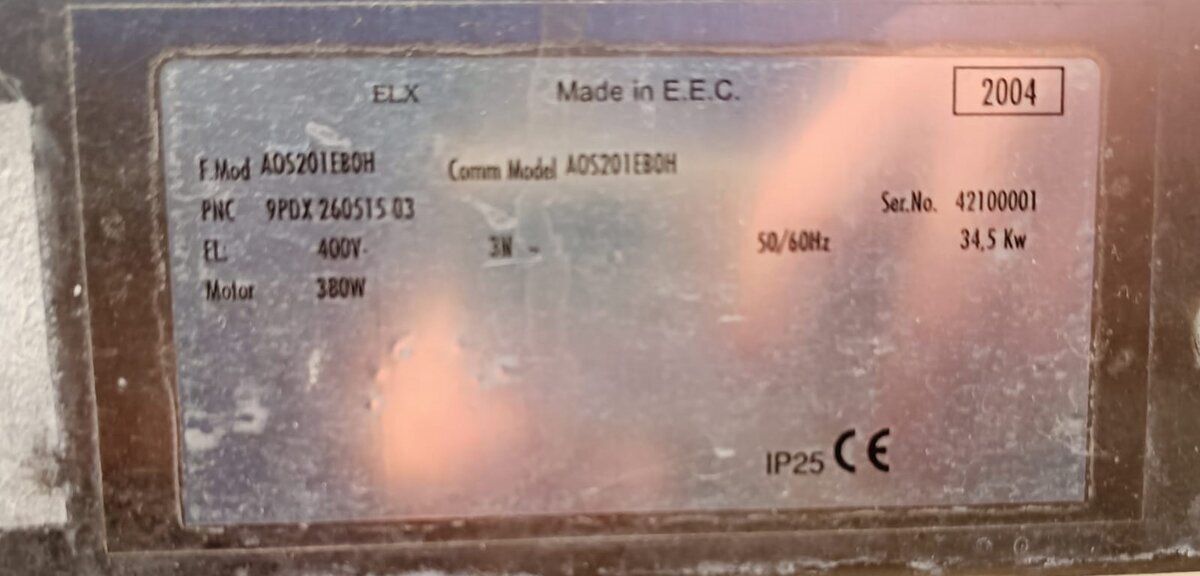 ELX Made in E.E.C. 2004
F.Mod AOS201EBOH Comm Model AOS201EBOH
PNC 9PDX 260515 03 Ser.No. 42100001
EL: 400V- 3N ~ 50/60Hz 34,5 Kw
Motor 380W
IP25 CE